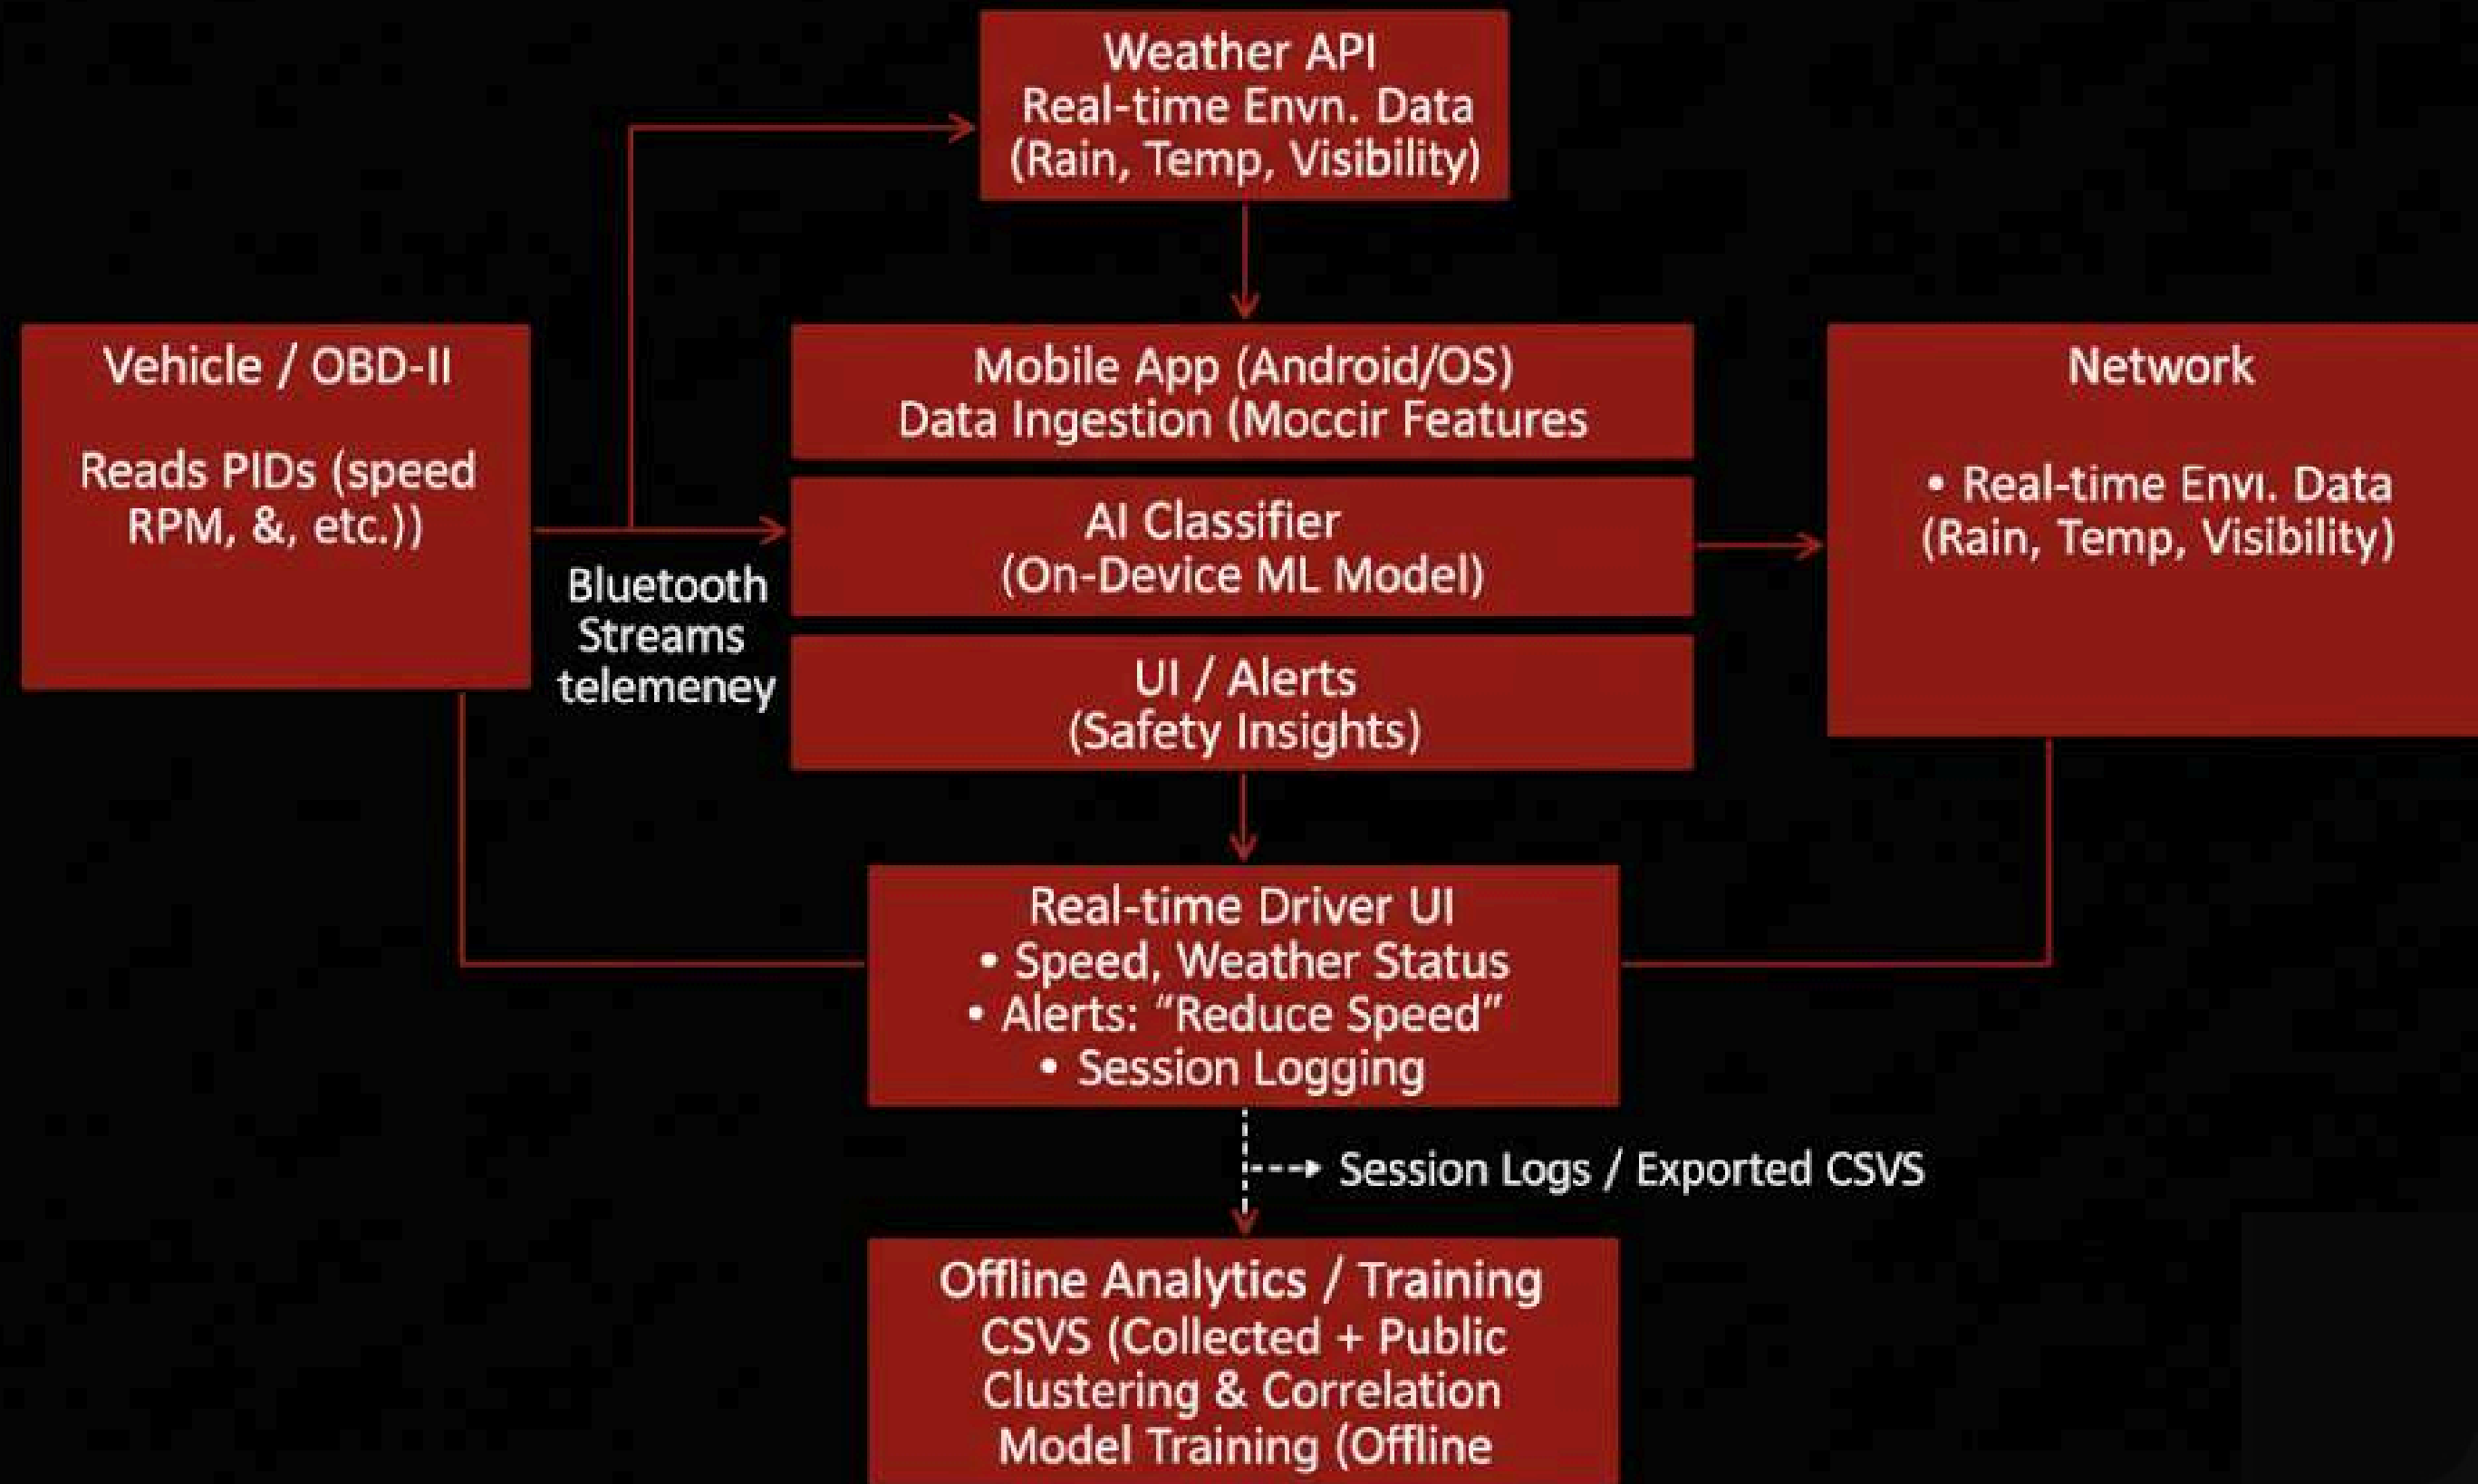 Weather API
Real-time Envn. Data
(Rain, Temp, Visibility)
Vehicle / OBD-II
Reads PIDs (speed
RPM, &, etc.))
Bluetooth
Streams
telemeney
Mobile App (Android/OS)
Data Ingestion (Moccir Features
AI Classifier
(On-Device ML Model)
UI / Alerts
(Safety Insights)
Network
• Real-time Envı. Data
(Rain, Temp, Visibility)
Real-time Driver UI
• Speed, Weather Status
• Alerts: “Reduce Speed”
• Session Logging
Session Logs / Exported CSVS
Offline Analytics / Training
CSVS (Collected + Public
Clustering & Correlation
Model Training (Offline